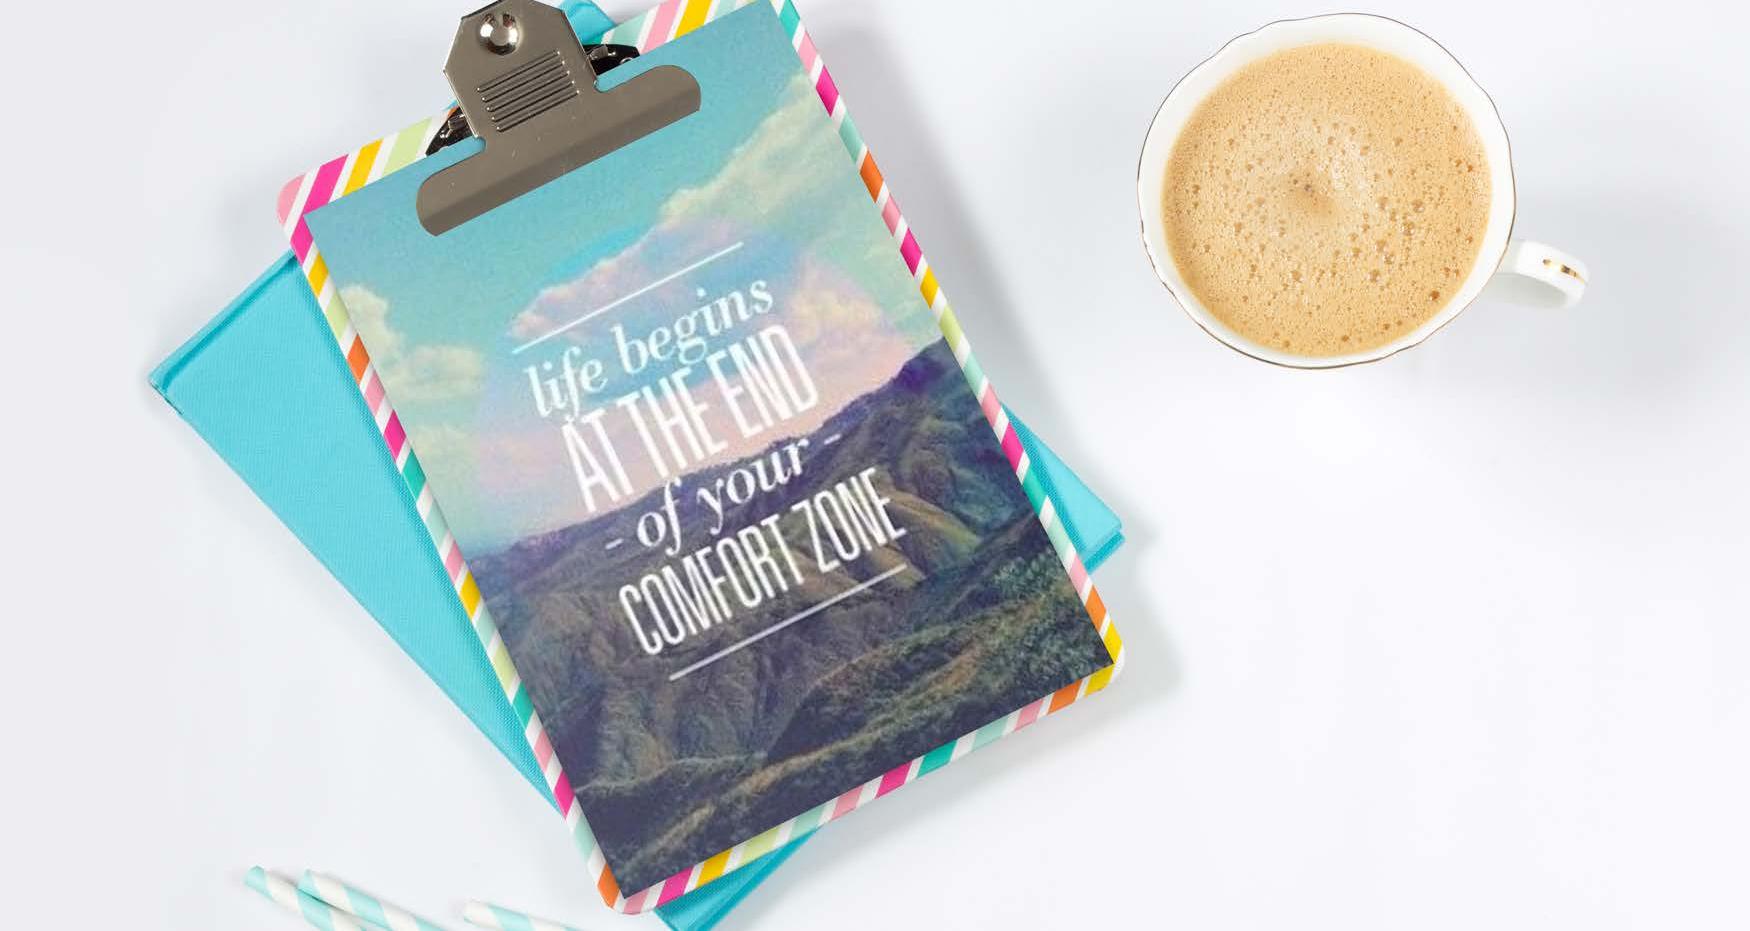 life begins
AT THE END
- of your -
COMFORT ZONE